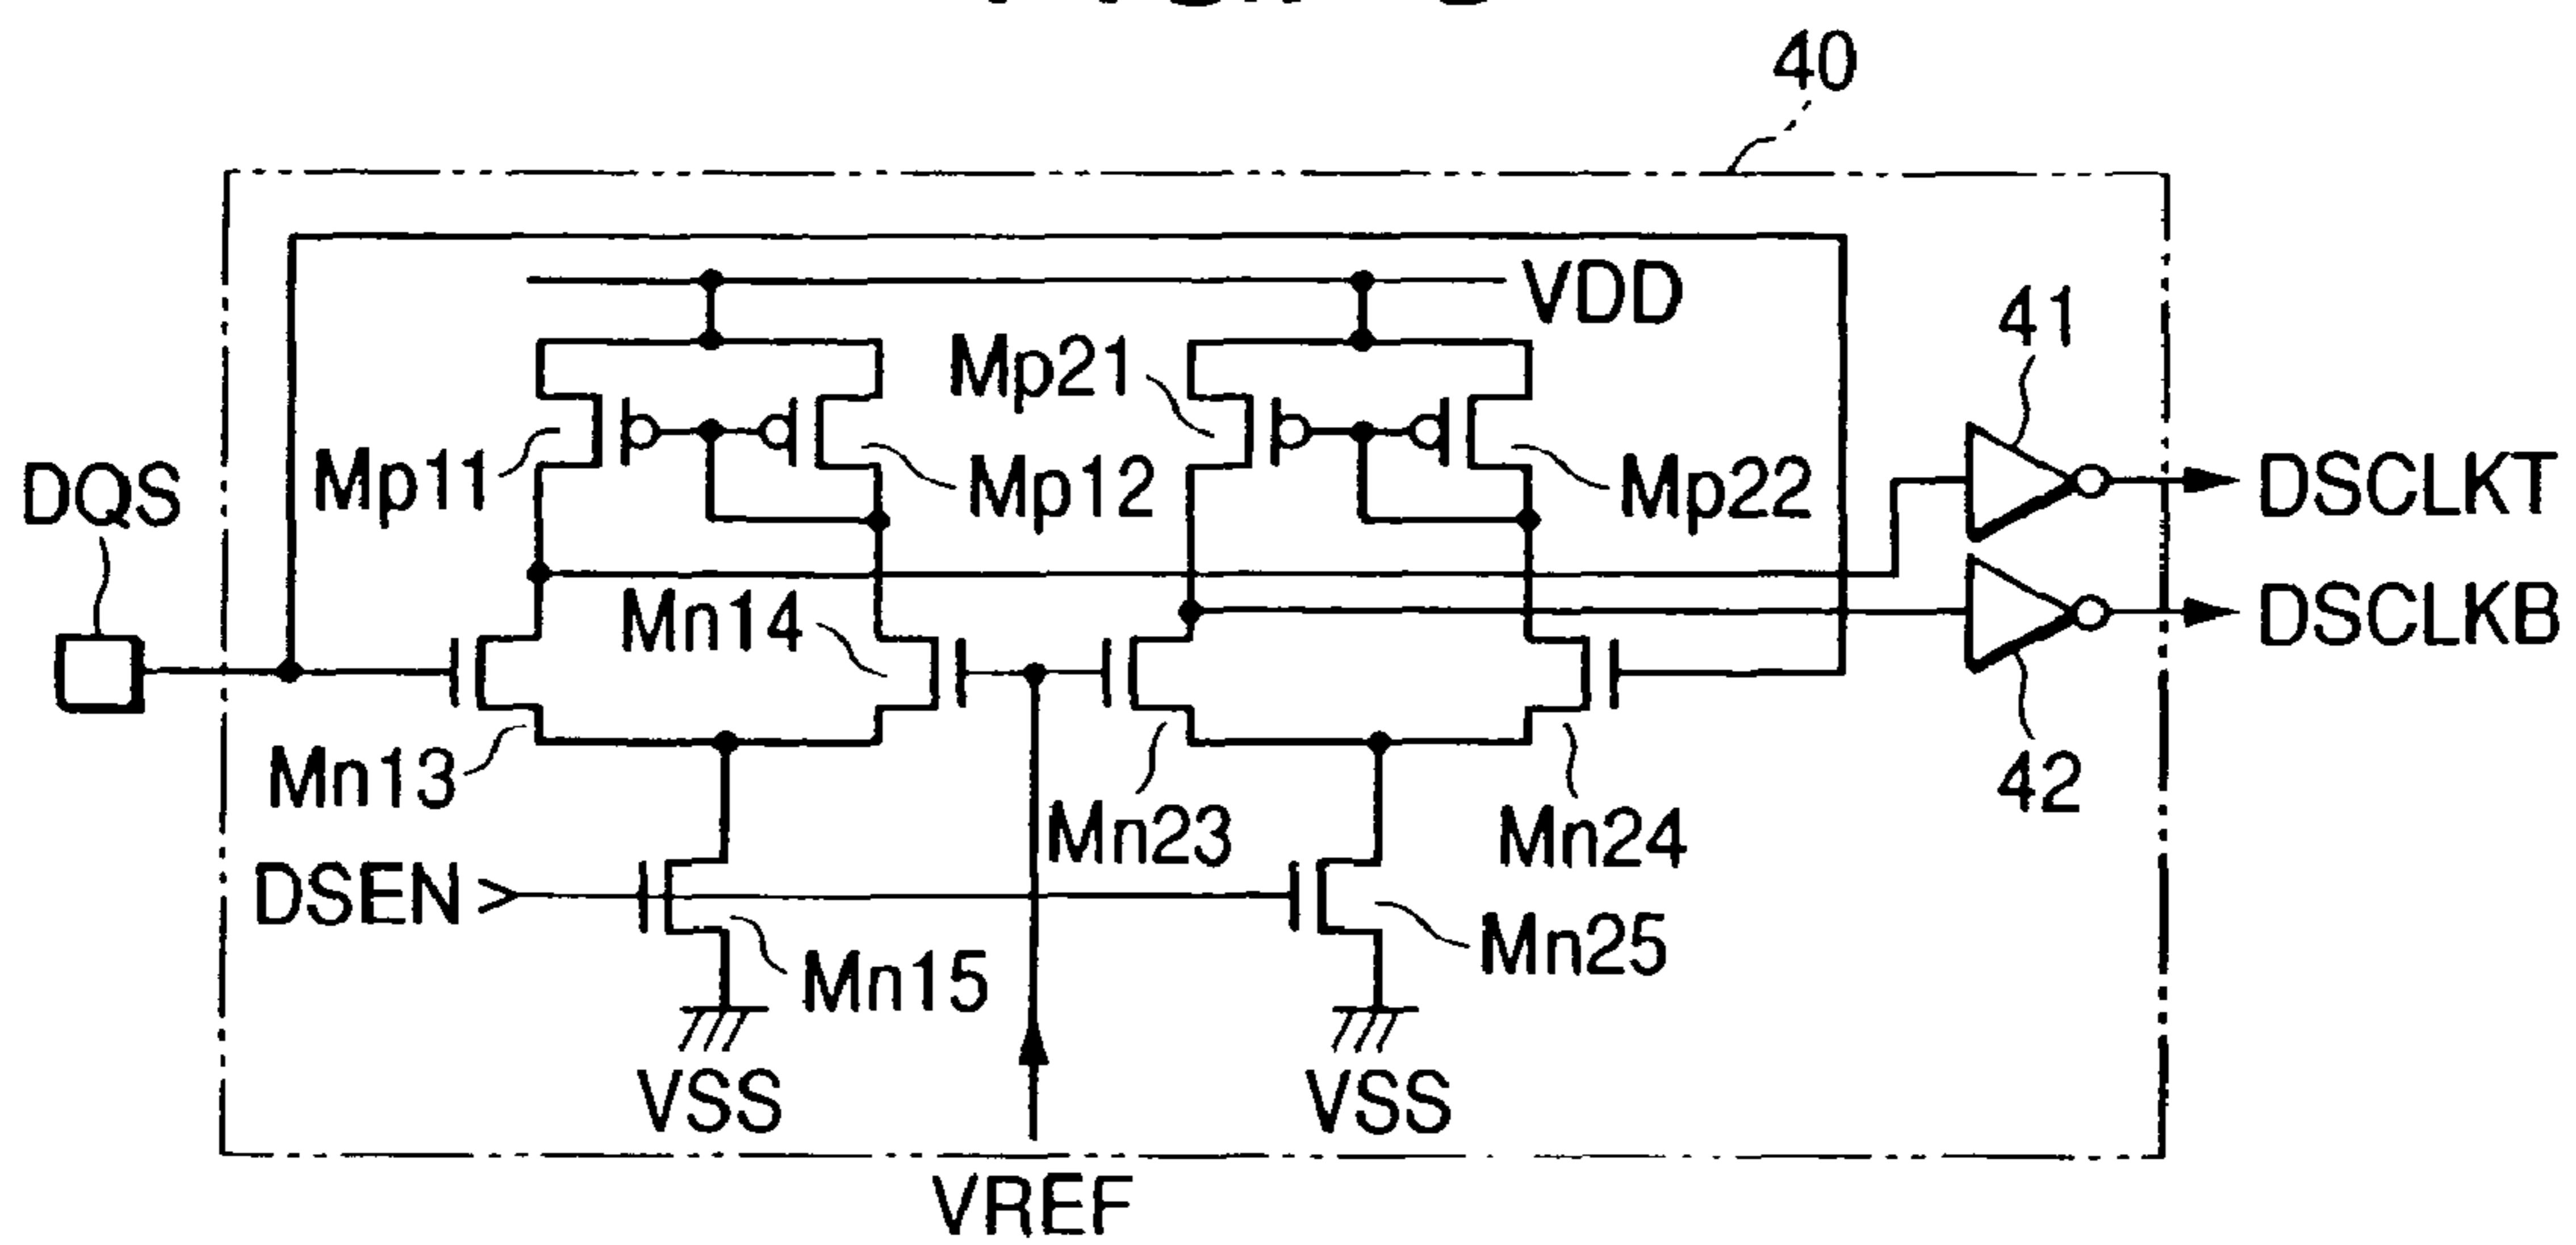 40
VDD
41
Mp21
Mp11
Mp12
Mp22
DQS
DSCLKT
Mn14
DSCLKB
Mn13
Mn23
Mn24
42
DSEN
Mn15
Mn25
VSS
VSS
VREF